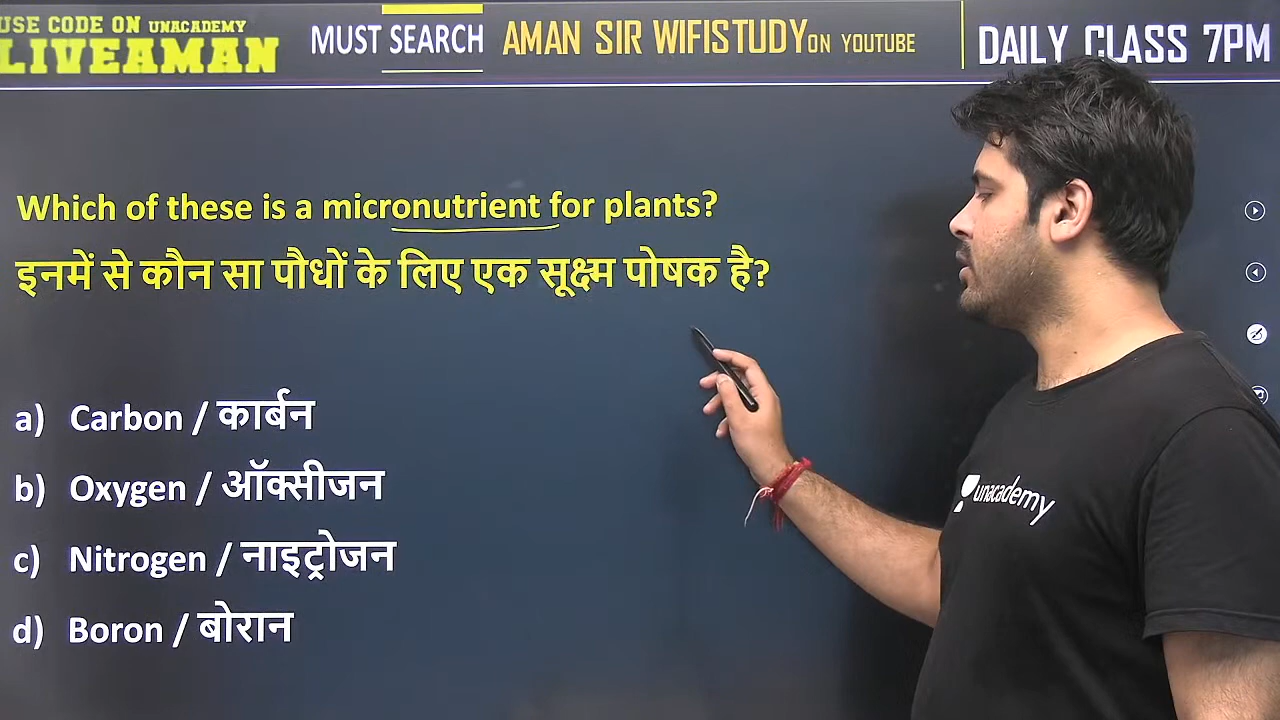 USE CODE ON UNACADEMY
LIVEAMAN
MUST SEARCH
AMAN SIR WIFISTUDY ON YOUTUBE
DAILY CLASS 7PM
Which of these is a micronutrient for plants?
इनमें से कौन सा पौधों के लिए एक सूक्ष्म पोषक है?
a) Carbon / कार्बन
b) Oxygen / ऑक्सीजन
c) Nitrogen / नाइट्रोजन
d) Boron / बोरान
unacademy